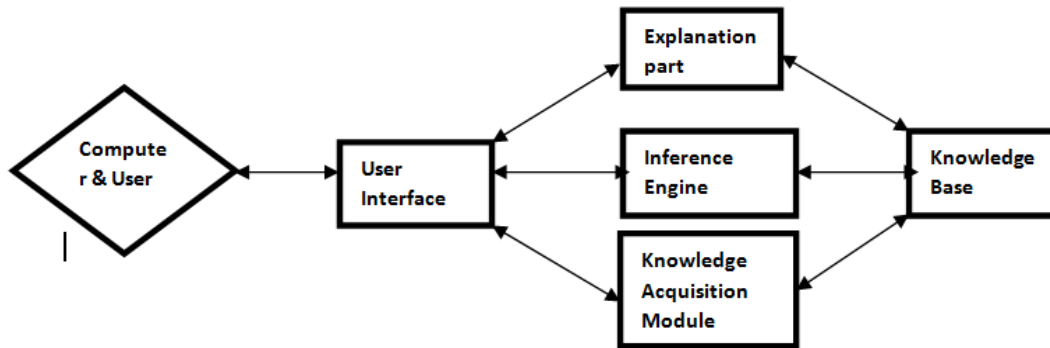 Compute
r & User
User
Interface
Explanation
part
Inference
Engine
Knowledge
Acquisition
Module
Knowledge
Base